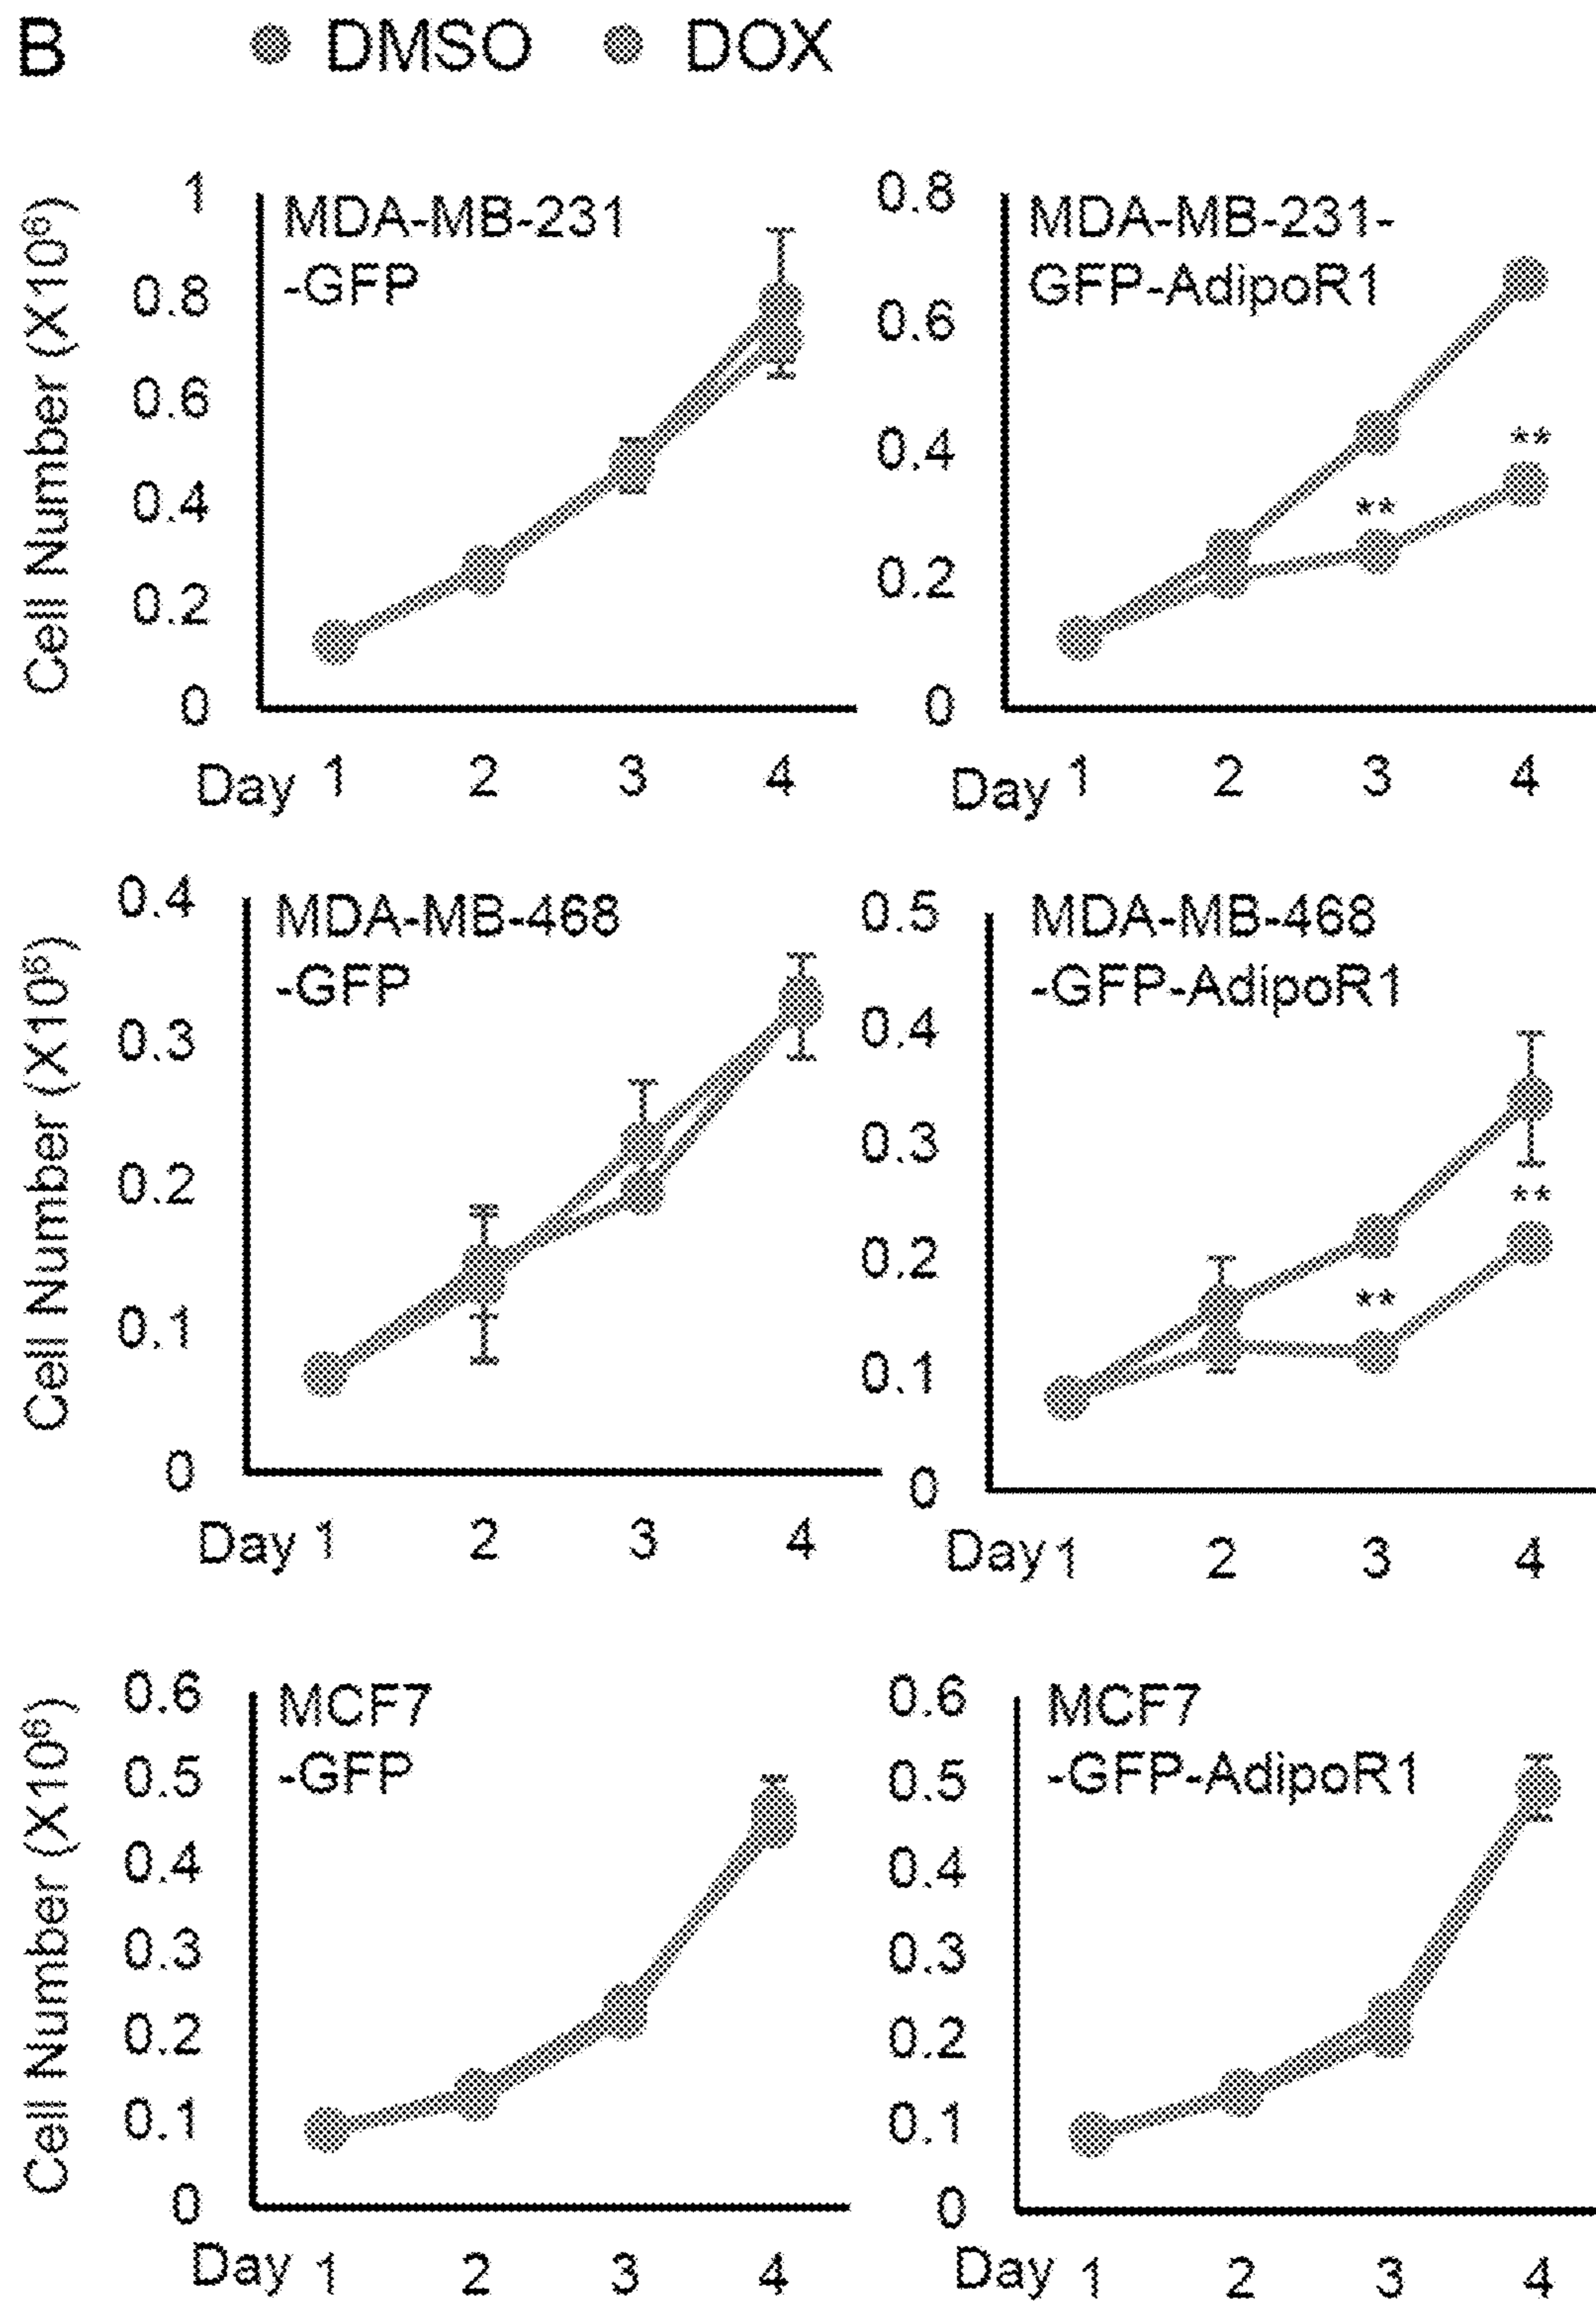 B DMSO DOX
Cell Number (X10⁶)
1
0.8
0.6
0.4
0.2
0
MDA-MB-231
-GFP
Day 1 2 3 4
0.8
0.6
0.4
0.2
0
MDA-MB-231-
GFP-AdipoR1
**
**
Day 1 2 3 4
Cell Number (X10⁶)
0.4
0.3
0.2
0.1
0
MDA-MB-468
-GFP
Day 1 2 3 4
0.5
0.4
0.3
0.2
0.1
0
MDA-MB-468
-GFP-AdipoR1
**
**
Day 1 2 3 4
Cell Number (X10⁶)
0.6
0.5
0.4
0.3
0.2
0.1
0
MCF7
-GFP
Day 1 2 3 4
0.6
0.5
0.4
0.3
0.2
0.1
0
MCF7
-GFP-AdipoR1
Day 1 2 3 4